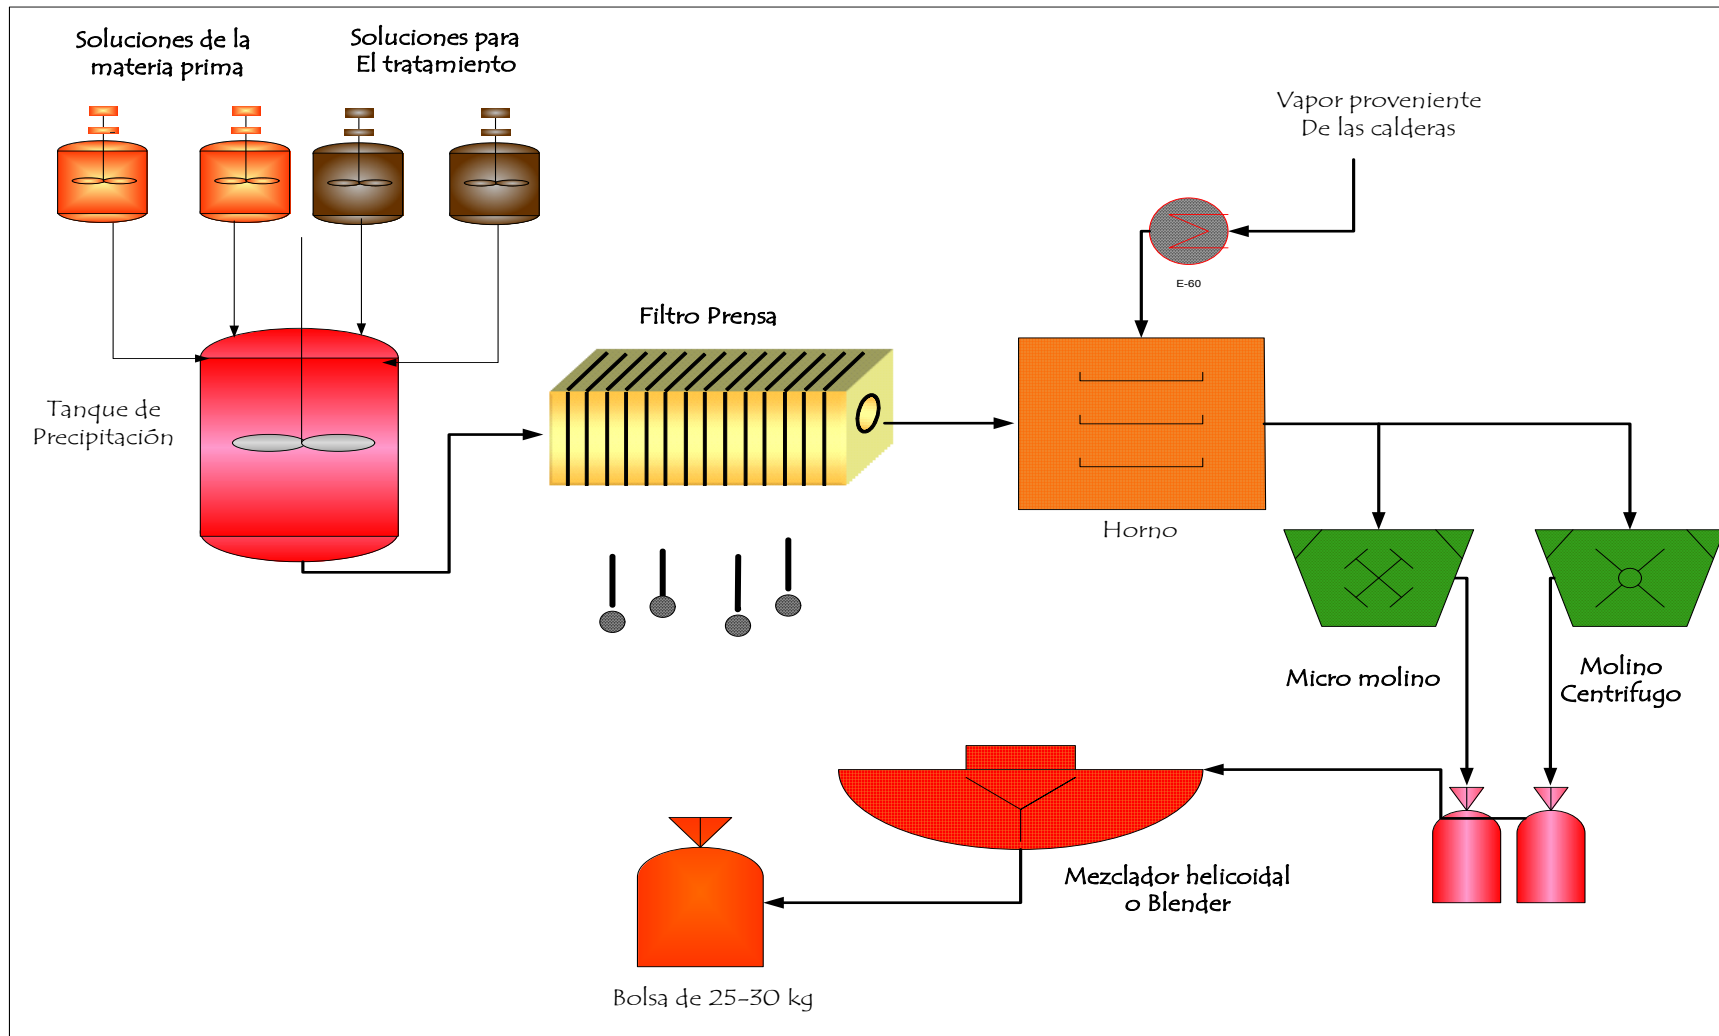 Soluciones de la
materia prima
Soluciones para
El tratamiento
Vapor proveniente
De las calderas
E-60
Filtro Prensa
Tanque de
Precipitación
Horno
Micro molino
Molino
Centrifugo
Mezclador helicoidal
o Blender
Bolsa de 25-30 kg